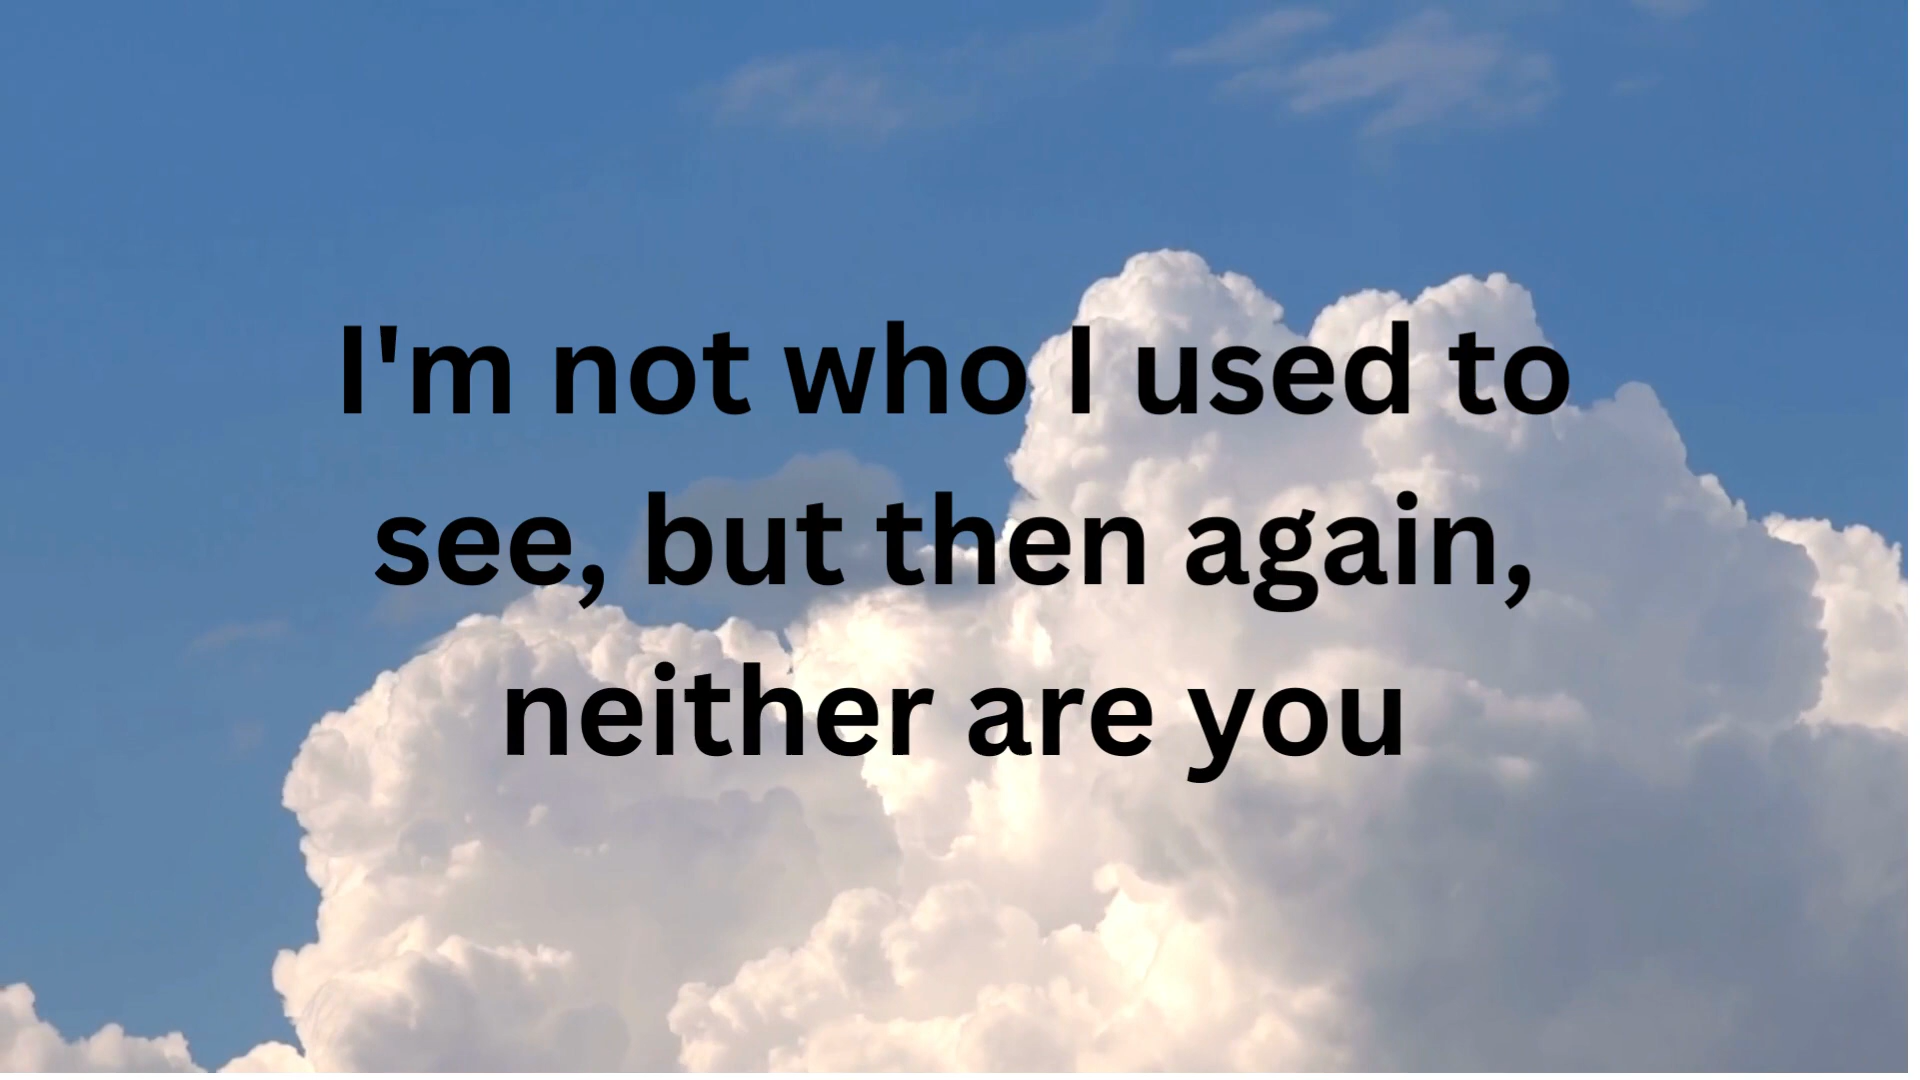 I'm not who I used to
see, but then again,
neither are you